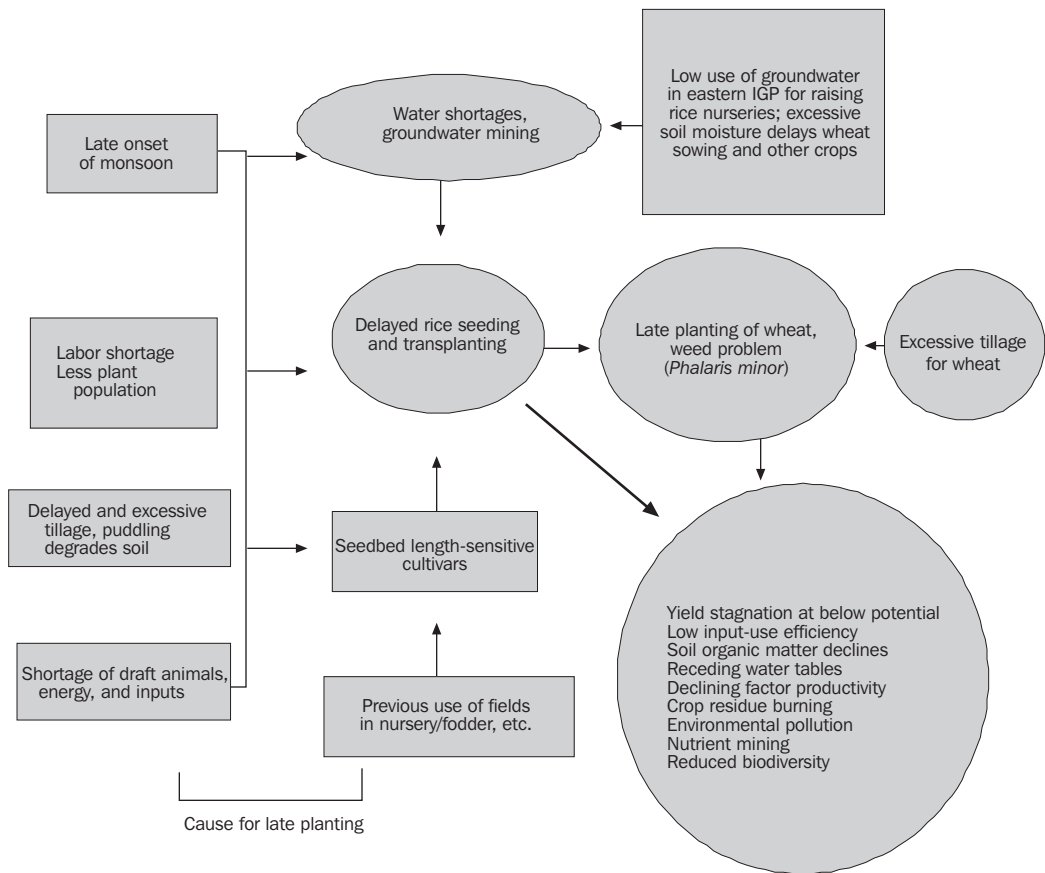 Low use of groundwater
in eastern IGP for raising
rice nurseries; excessive
soil moisture delays wheat
sowing and other crops
Water shortages,
groundwater mining
Late onset
of monsoon
Delayed rice seeding
and transplanting
Late planting of wheat,
weed problem
(Phalaris minor)
Excessive tillage
for wheat
Labor shortage
Less plant
population
Delayed and excessive
tillage, puddling
degrades soil
Seedbed length-sensitive
cultivars
Shortage of draft animals,
energy, and inputs
Previous use of fields
in nursery/fodder, etc.
Yield stagnation at below potential
Low input-use efficiency
Soil organic matter declines
Receding water tables
Declining factor productivity
Crop residue burning
Environmental pollution
Nutrient mining
Reduced biodiversity
Cause for late planting